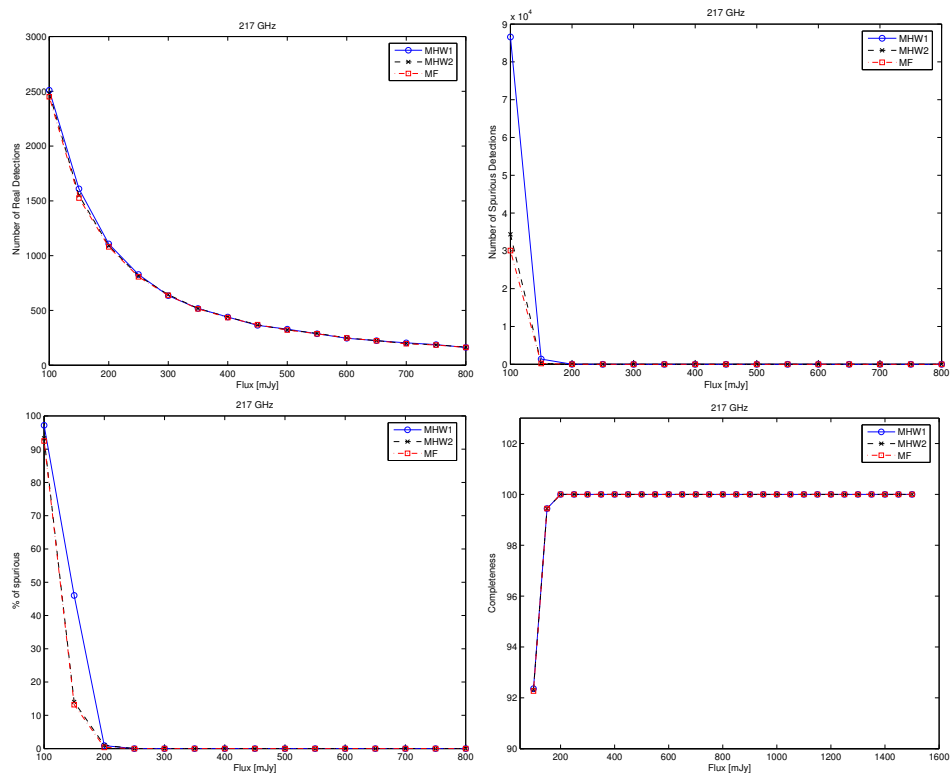 217 GHz
3000
2500
2000
1500
1000
500
0
Number of Real Detections
100 200 300 400 500 600 700 800
Flux [mJy]
MHW1
MHW2
MF
217 GHz
x 10^4
9
8
7
6
5
4
3
2
1
0
Number of Spurious Detections
100 200 300 400 500 600 700 800
Flux [mJy]
MHW1
MHW2
MF
217 GHz
100
90
80
70
60
50
40
30
20
10
0
% of spurious
100 200 300 400 500 600 700 800
Flux [mJy]
MHW1
MHW2
MF
217 GHz
102
100
98
96
94
92
90
Completeness
200 400 600 800 1000 1200 1400 1600
Flux [mJy]
MHW1
MHW2
MF